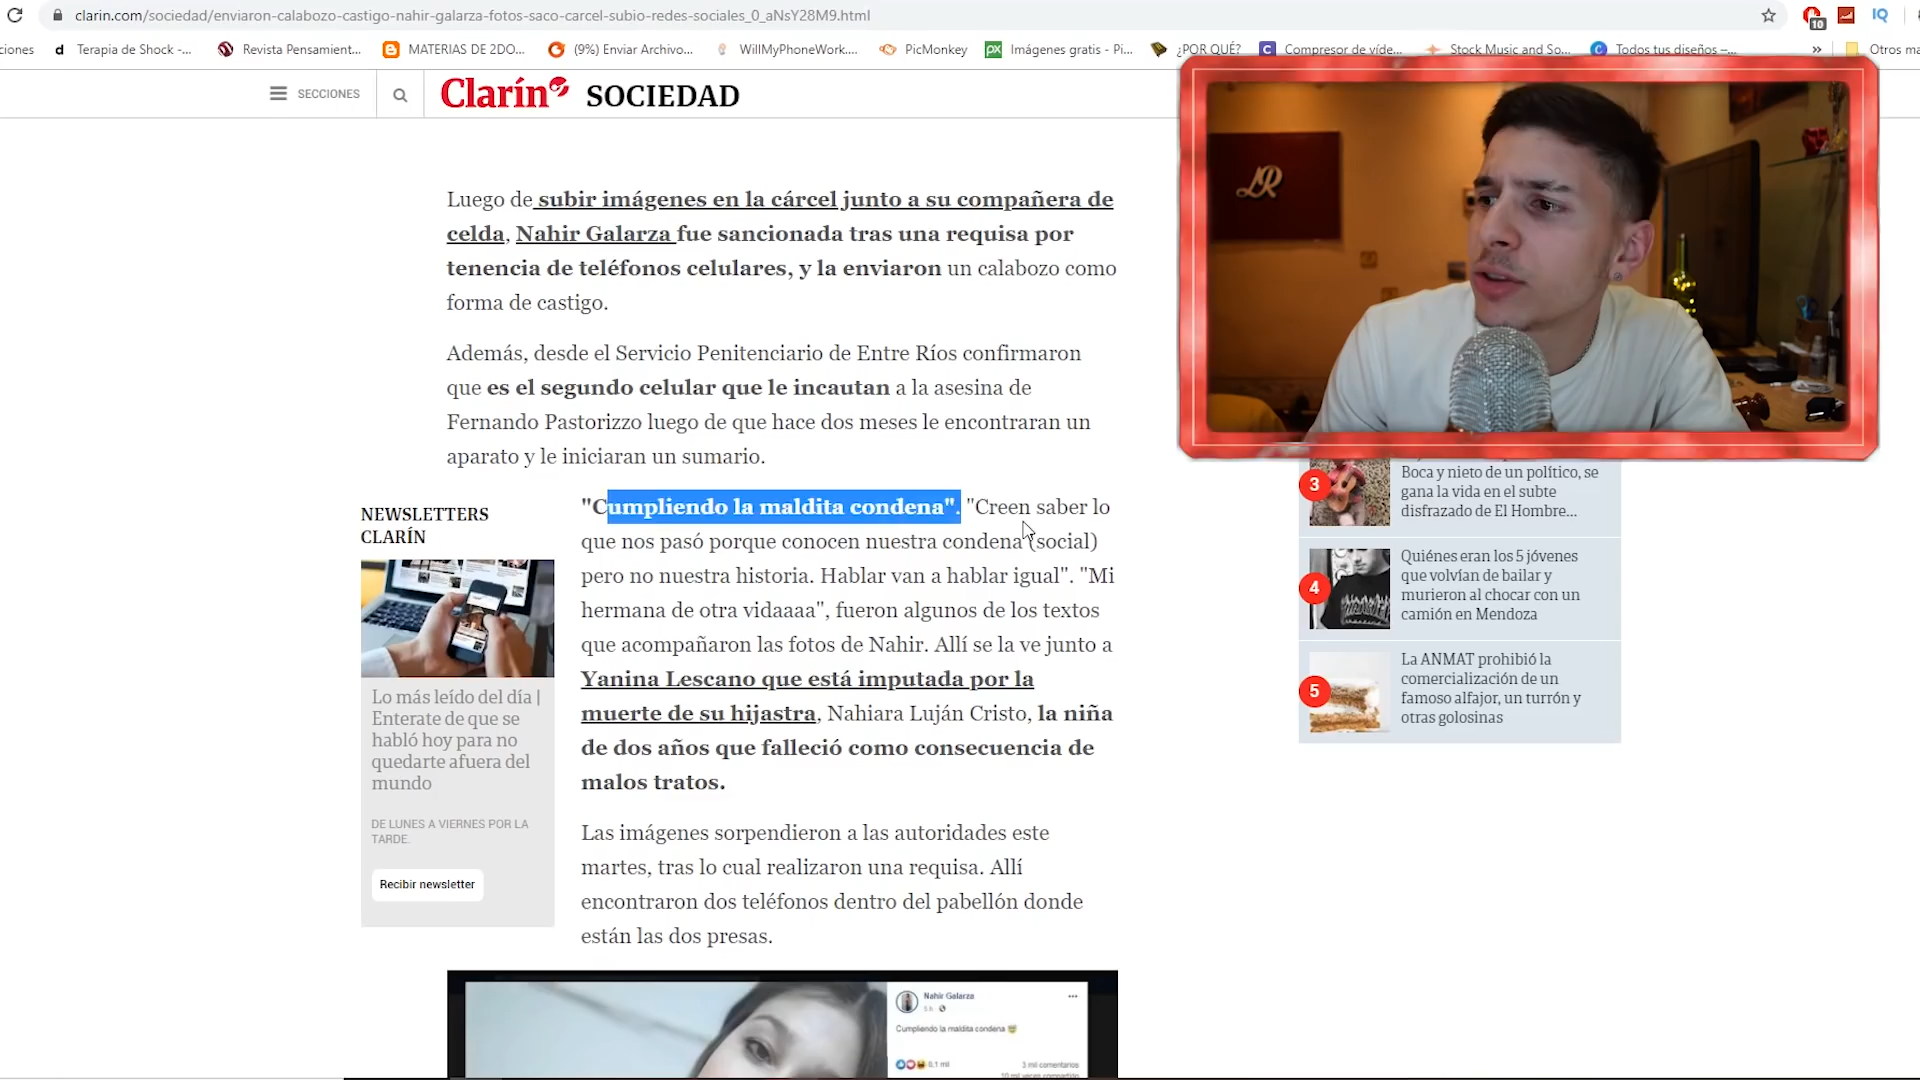 clarin.com/sociedad/enviaron-calabozo-castigo-nahir-galarza-fotos-saco-carcel-subio-redes-sociales_0_aNsY28M9.html
10
IQ
ciones
d Terapia de Shock -...
Revista Pensamient...
MATERIAS DE 2DO...
(9%) Enviar Archivo...
WillMyPhoneWork....
PicMonkey
px Imágenes gratis - Pi...
¿POR QUÉ?
C Compresor de víde...
Stock Music and So...
C Todos tus diseños –...
»
Otros ma
SECCIONES
Clarín SOCIEDAD
LR
Luego de subir imágenes en la cárcel junto a su compañera de
celda, Nahir Galarza fue sancionada tras una requisa por
tenencia de teléfonos celulares, y la enviaron un calabozo como
forma de castigo.
Además, desde el Servicio Penitenciario de Entre Ríos confirmaron
que es el segundo celular que le incautan a la asesina de
Fernando Pastorizzo luego de que hace dos meses le encontraran un
aparato y le iniciaran un sumario.
NEWSLETTERS
CLARÍN
Lo más leído del día |
Enterate de que se
habló hoy para no
quedarte afuera del
mundo
DE LUNES A VIERNES POR LA
TARDE.
Recibir newsletter
"Cumpliendo la maldita condena". "Creen saber lo
que nos pasó porque conocen nuestra condena (social)
pero no nuestra historia. Hablar van a hablar igual". "Mi
hermana de otra vidaaaa", fueron algunos de los textos
que acompañaron las fotos de Nahir. Allí se la ve junto a
Yanina Lescano que está imputada por la
muerte de su hijastra, Nahiara Luján Cristo, la niña
de dos años que falleció como consecuencia de
malos tratos.
Las imágenes sorpendieron a las autoridades este
martes, tras lo cual realizaron una requisa. Allí
encontraron dos teléfonos dentro del pabellón donde
están las dos presas.
Nahir Galarza
5 h
Cumpliendo la maldita condena
8,1 mil
3 mil comentarios
10 mil veces compartido
3
Boca y nieto de un político, se
gana la vida en el subte
disfrazado de El Hombre...
4
Quiénes eran los 5 jóvenes
que volvían de bailar y
murieron al chocar con un
camión en Mendoza
5
La ANMAT prohibió la
comercialización de un
famoso alfajor, un turrón y
otras golosinas